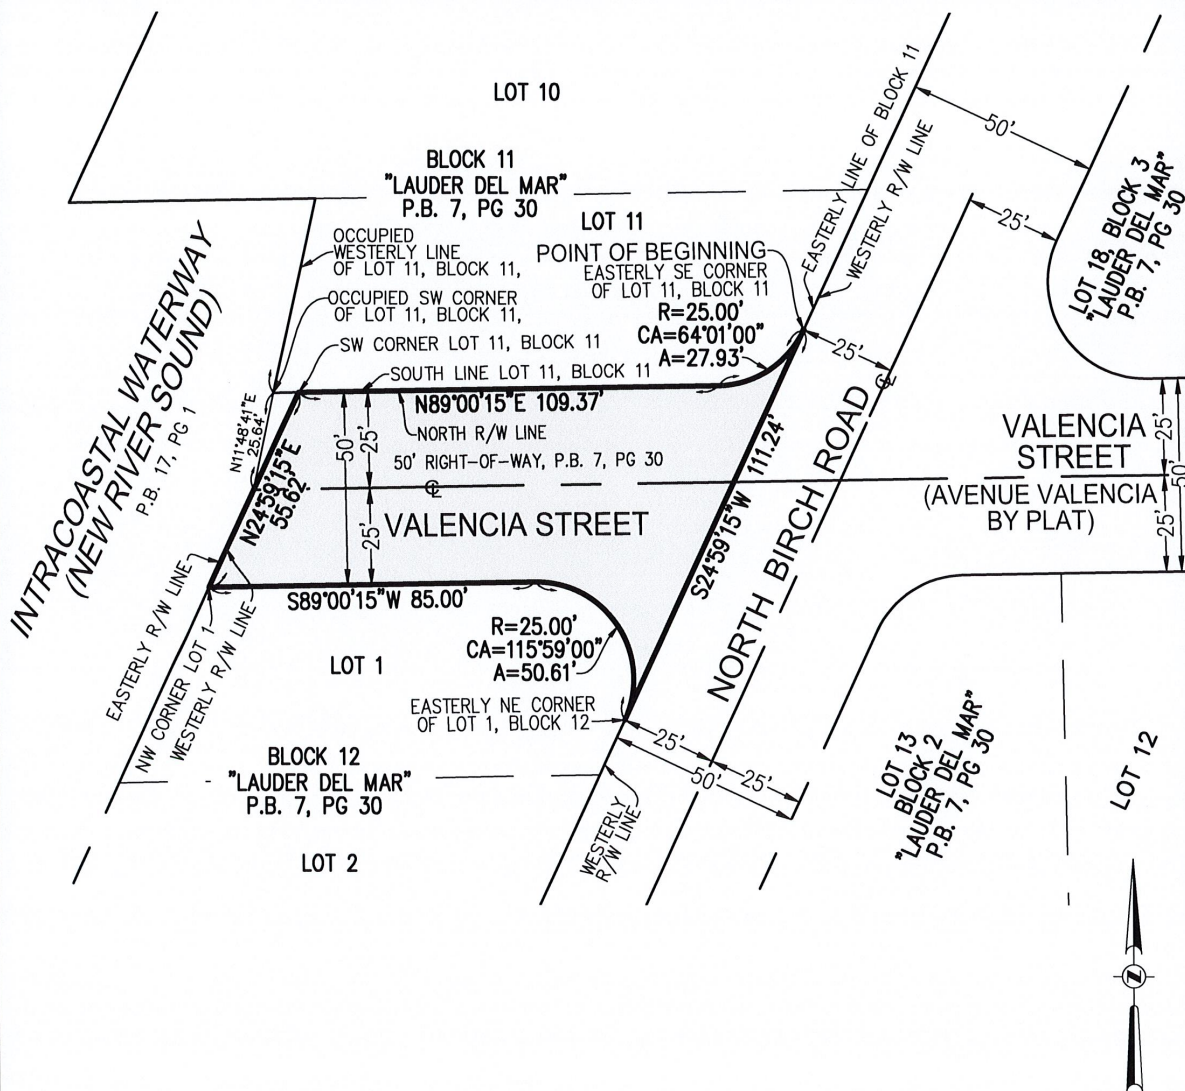 LOT 10
BLOCK 11
"LAUDER DEL MAR"
P.B. 7, PG 30
LOT 11
EASTERLY LINE OF BLOCK 11
WESTERLY R/W LINE
50'
25'
LOT 18, BLOCK 3
"LAUDER DEL MAR"
P.B. 7, PG 30
INTRACOASTAL WATERWAY
(NEW RIVER SOUND)
P.B. 17, PG 1
OCCUPIED
WESTERLY LINE
OF LOT 11, BLOCK 11,
OCCUPIED SW CORNER
OF LOT 11, BLOCK 11,
SW CORNER LOT 11, BLOCK 11
SOUTH LINE LOT 11, BLOCK 11
POINT OF BEGINNING
EASTERLY SE CORNER
OF LOT 11, BLOCK 11
R=25.00'
CA=64°01'00"
A=27.93'
25'
N89°00'15"E 109.37'
NORTH R/W LINE
50' RIGHT-OF-WAY, P.B. 7, PG 30
N11°48'41"E
25.64'
N24°59'15"E
55.62'
50'
25'
25'
VALENCIA STREET
S24°59'15"W 111.24'
NORTH BIRCH ROAD
VALENCIA
STREET
(AVENUE VALENCIA
BY PLAT)
25'
25'
50'
S89°00'15"W 85.00'
R=25.00'
CA=115°59'00"
A=50.61'
EASTERLY NE CORNER
OF LOT 1, BLOCK 12
EASTERLY R/W LINE
NW CORNER LOT 1
WESTERLY R/W LINE
LOT 1
BLOCK 12
"LAUDER DEL MAR"
P.B. 7, PG 30
LOT 2
25'
50'
25'
WESTERLY
R/W LINE
LOT 13
BLOCK 2
"LAUDER DEL MAR"
P.B. 7, PG 30
LOT 12
N